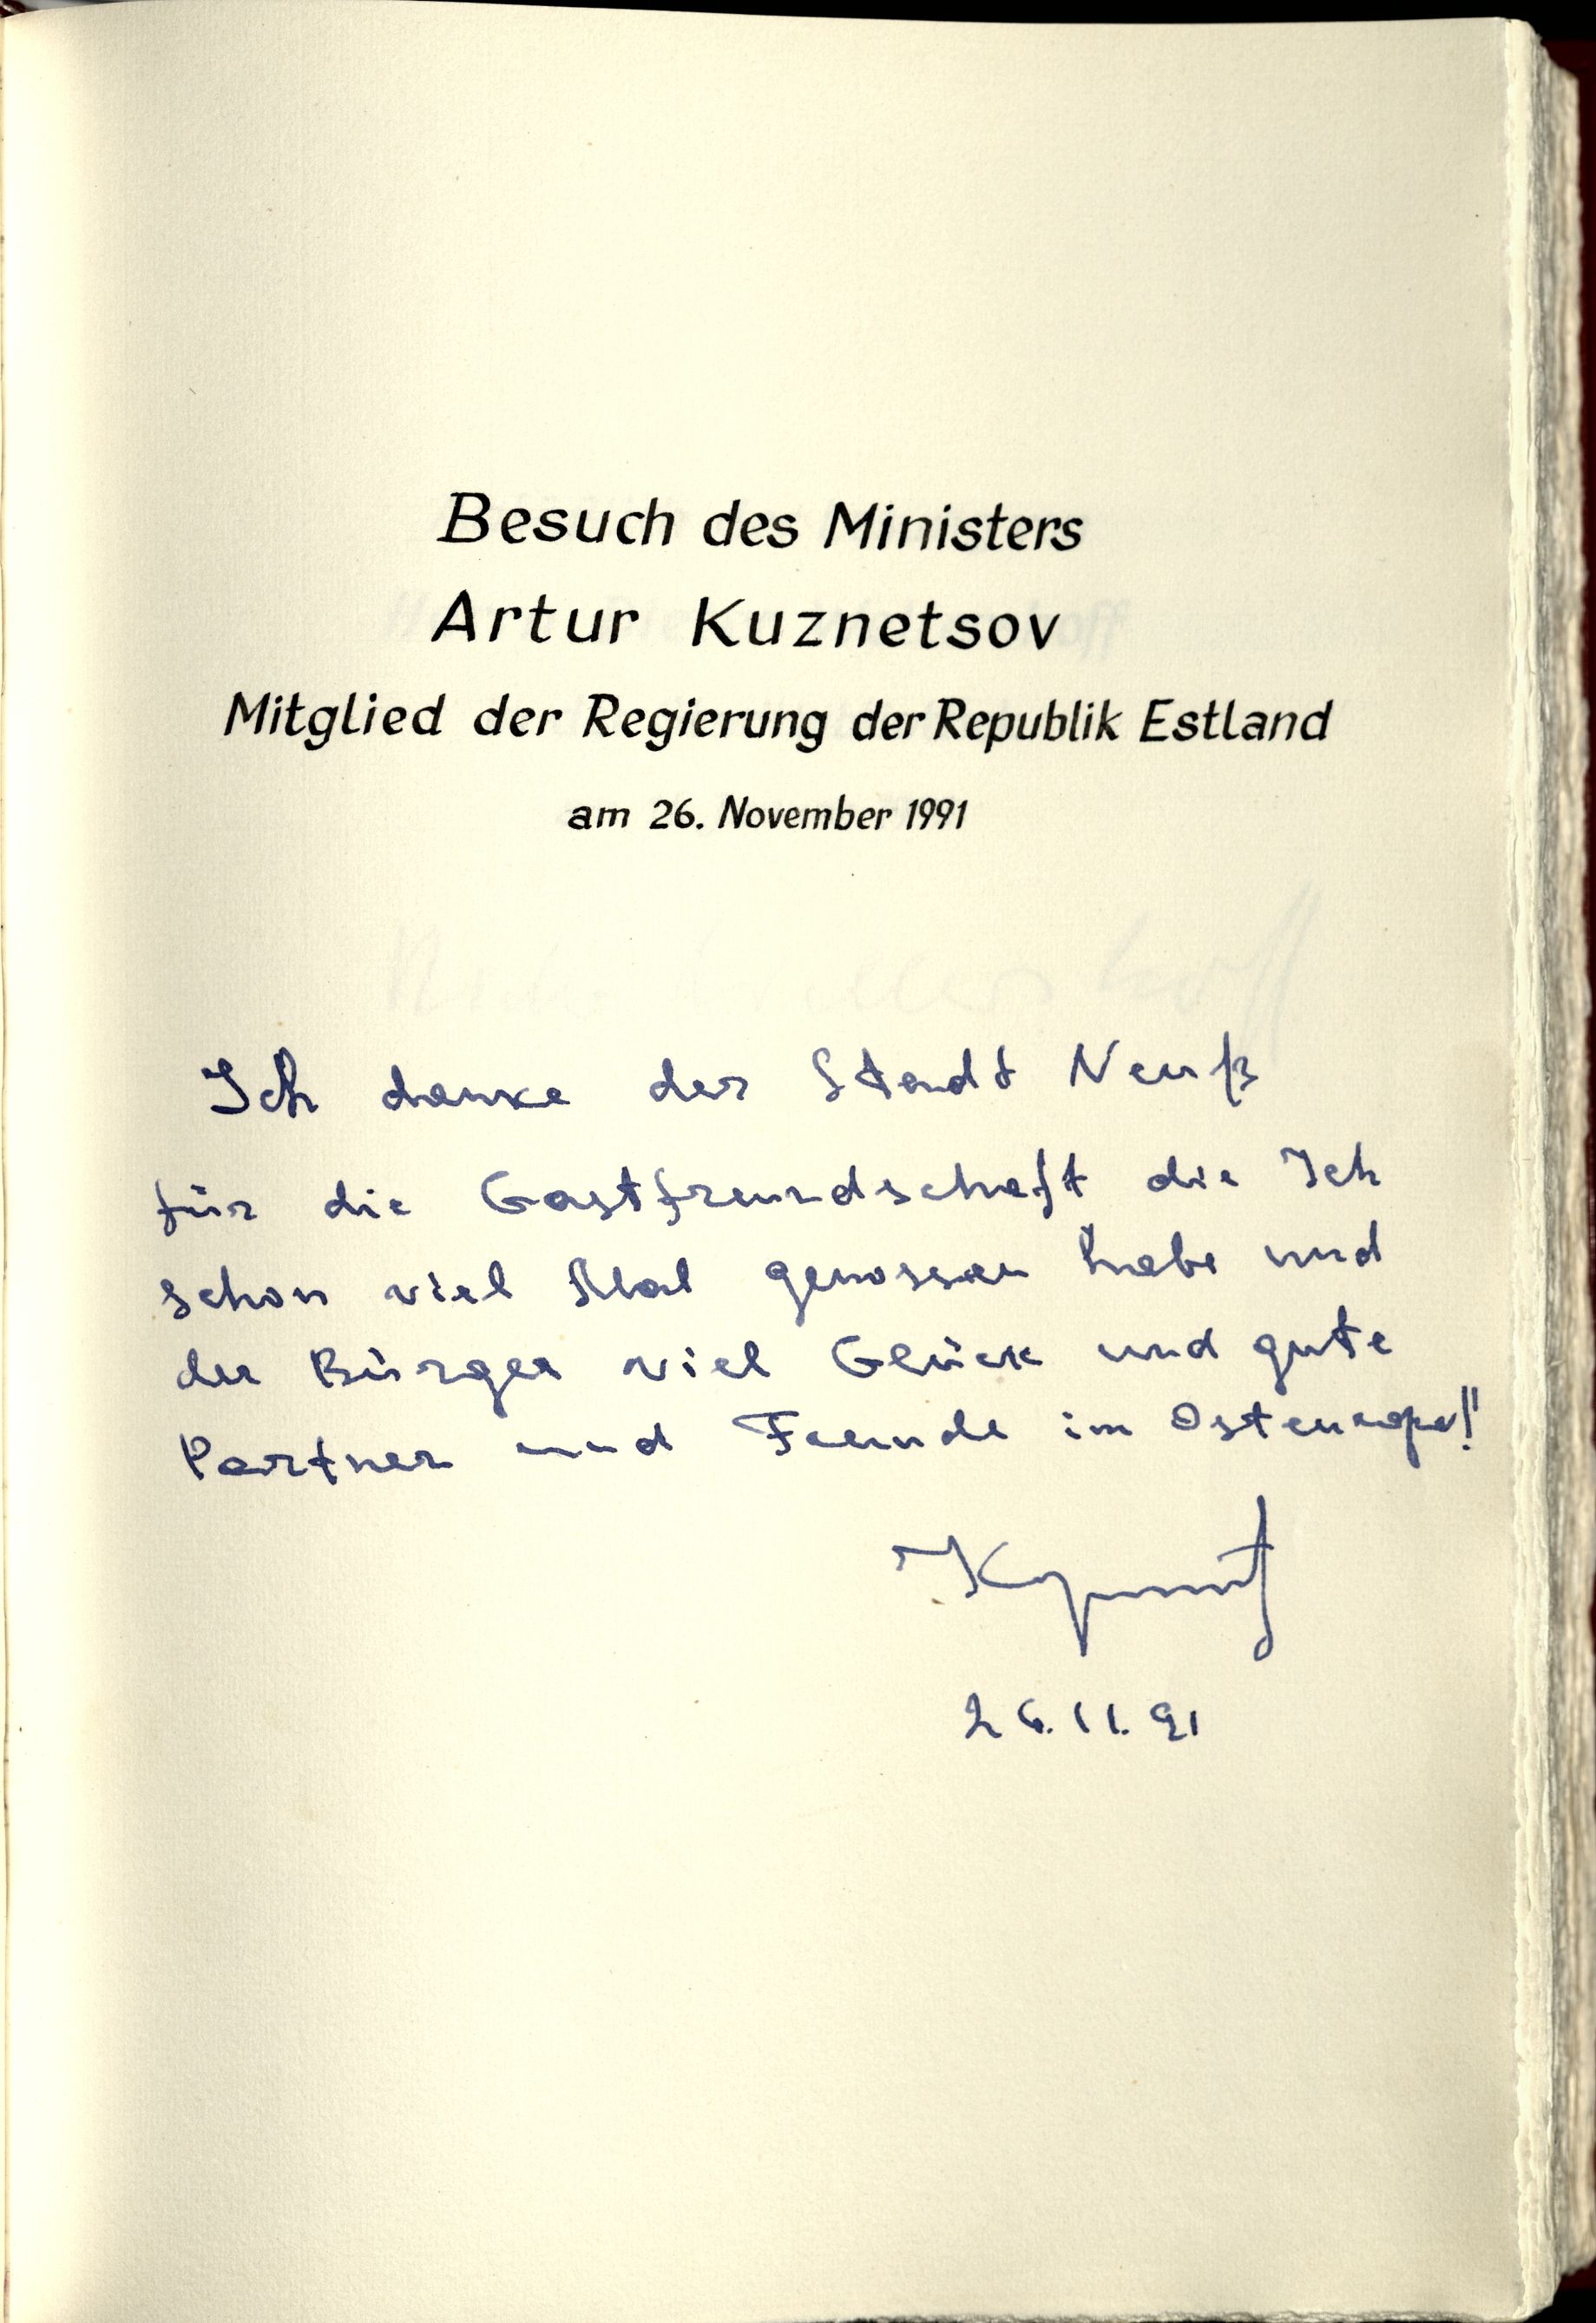 Besuch des Ministers
Artur Kuznetsov
Mitglied der Regierung der Republik Estland
am 26. November 1991
Ich danke der Stadt Neuß
für die Gastfreundschaft die Ich
schon viel Mal genossen habe und
der Bürger viel Glück und gute
Partner und Feunde im Osteuropa!!
26.11.91